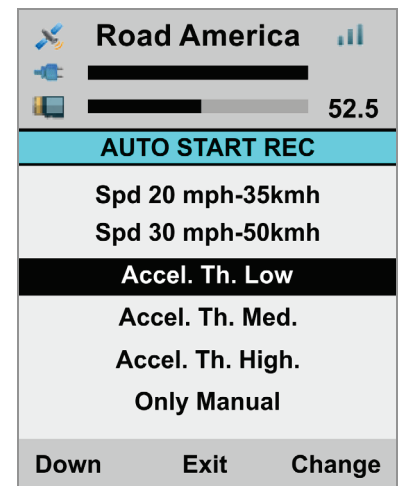 Road America
52.5
AUTO START REC
Spd 20 mph-35kmh
Spd 30 mph-50kmh
Accel. Th. Low
Accel. Th. Med.
Accel. Th. High.
Only Manual
Down Exit Change